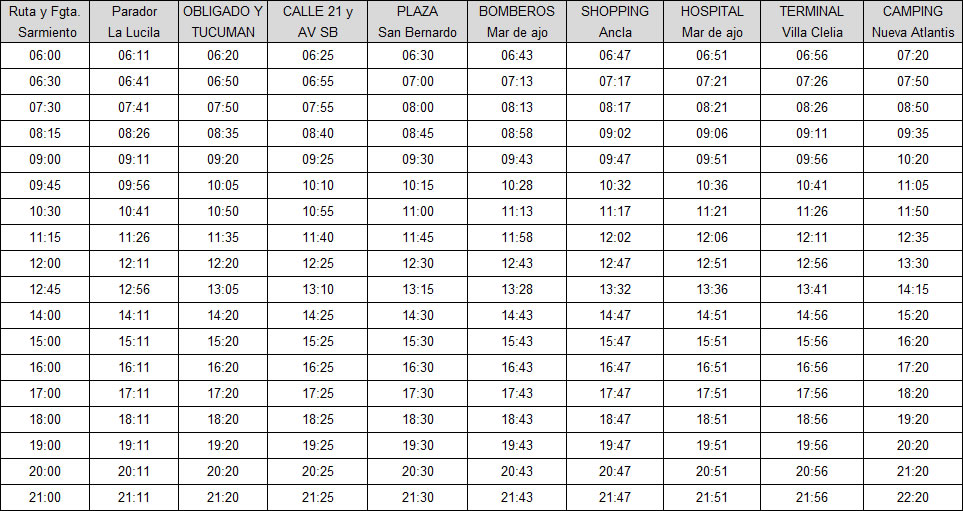 Ruta y Fgta. Parador OBLIGADO Y CALLE 21 y PLAZA BOMBEROS SHOPPING HOSPITAL TERMINAL CAMPING
Sarmiento La Lucila TUCUMAN AV SB San Bernardo Mar de ajo Ancla Mar de ajo Villa Clelia Nueva Atlantis
06:00 06:11 06:20 06:25 06:30 06:43 06:47 06:51 06:56 07:20
06:30 06:41 06:50 06:55 07:00 07:13 07:17 07:21 07:26 07:50
07:30 07:41 07:50 07:55 08:00 08:13 08:17 08:21 08:26 08:50
08:15 08:26 08:35 08:40 08:45 08:58 09:02 09:06 09:11 09:35
09:00 09:11 09:20 09:25 09:30 09:43 09:47 09:51 09:56 10:20
09:45 09:56 10:05 10:10 10:15 10:28 10:32 10:36 10:41 11:05
10:30 10:41 10:50 10:55 11:00 11:13 11:17 11:21 11:26 11:50
11:15 11:26 11:35 11:40 11:45 11:58 12:02 12:06 12:11 12:35
12:00 12:11 12:20 12:25 12:30 12:43 12:47 12:51 12:56 13:30
12:45 12:56 13:05 13:10 13:15 13:28 13:32 13:36 13:41 14:15
14:00 14:11 14:20 14:25 14:30 14:43 14:47 14:51 14:56 15:20
15:00 15:11 15:20 15:25 15:30 15:43 15:47 15:51 15:56 16:20
16:00 16:11 16:20 16:25 16:30 16:43 16:47 16:51 16:56 17:20
17:00 17:11 17:20 17:25 17:30 17:43 17:47 17:51 17:56 18:20
18:00 18:11 18:20 18:25 18:30 18:43 18:47 18:51 18:56 19:20
19:00 19:11 19:20 19:25 19:30 19:43 19:47 19:51 19:56 20:20
20:00 20:11 20:20 20:25 20:30 20:43 20:47 20:51 20:56 21:20
21:00 21:11 21:20 21:25 21:30 21:43 21:47 21:51 21:56 22:20